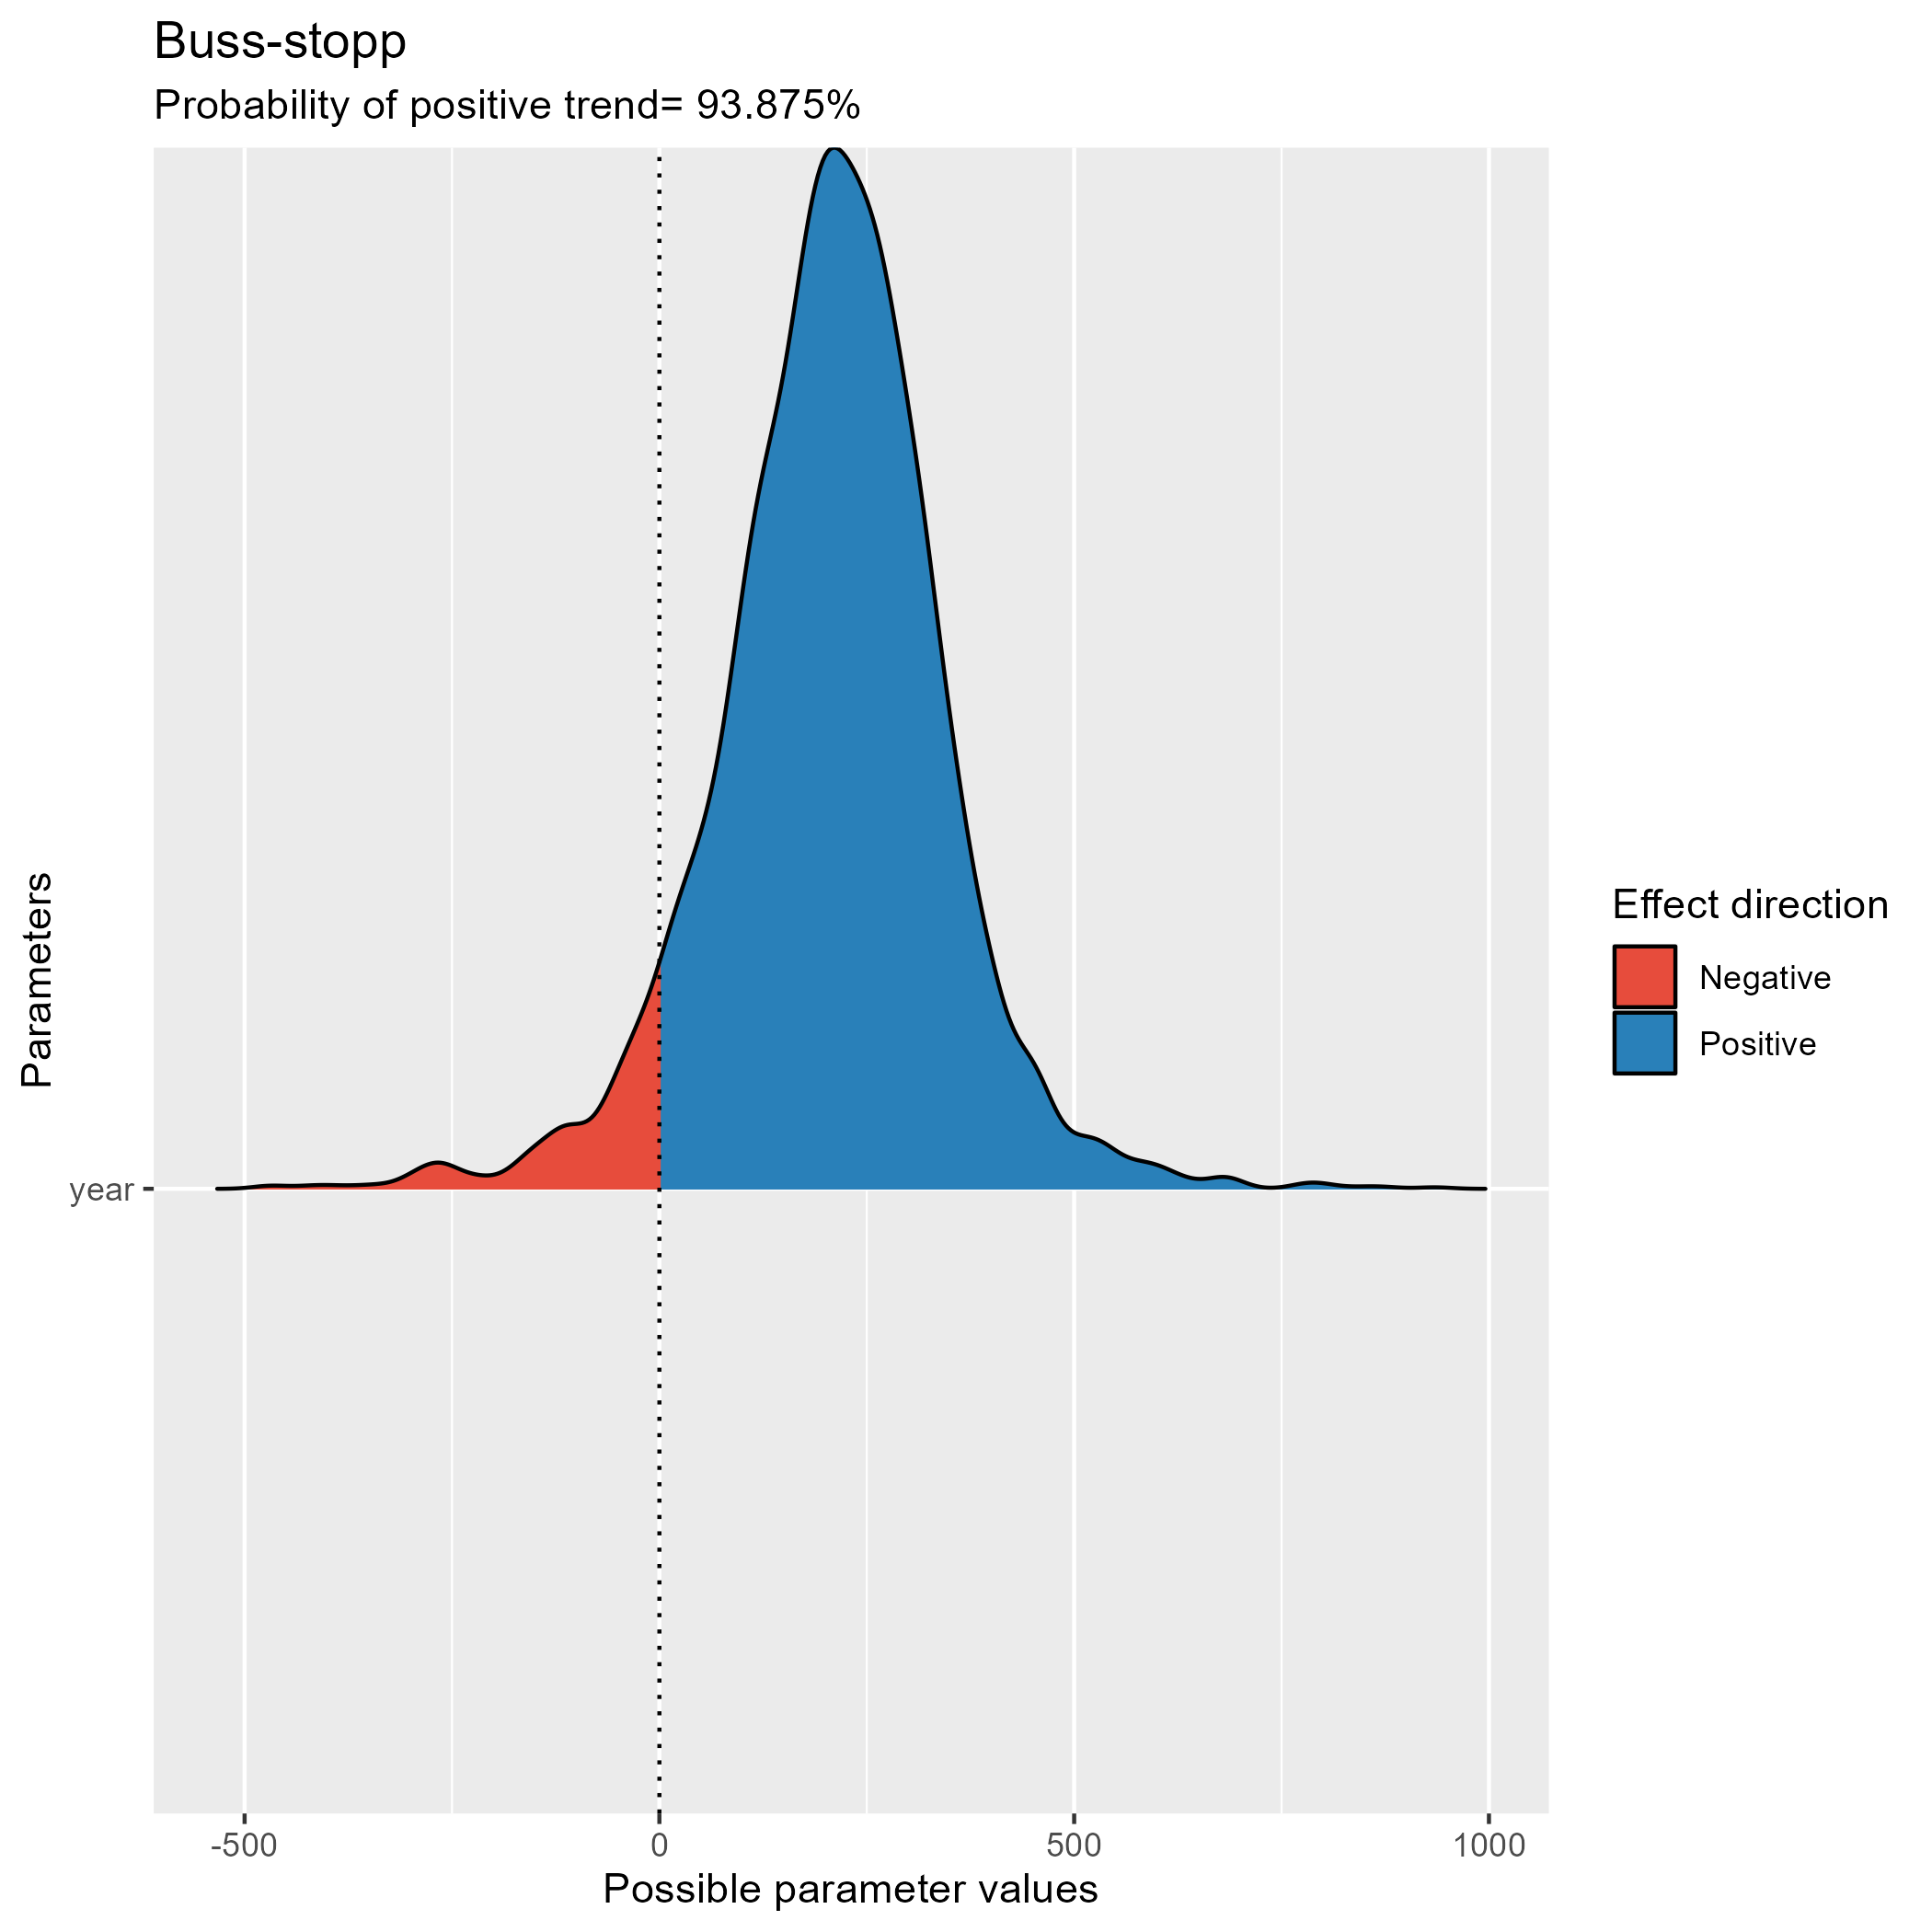 Buss-stopp
Probability of positive trend= 93.875%
Parameters
year
-500
0
500
1000
Possible parameter values
Effect direction
Negative
Positive